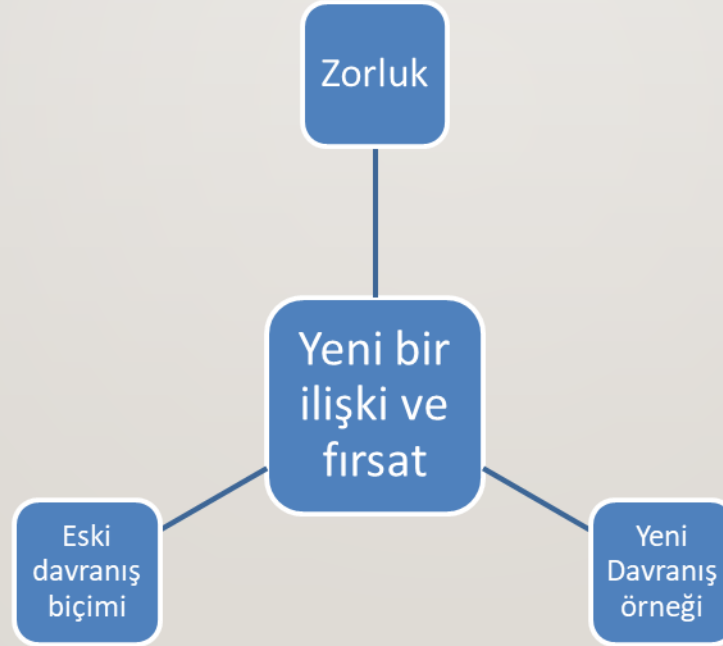 Zorluk
Yeni bir
ilişki ve
fırsat
Eski
davranış
biçimi
Yeni
Davranış
örneği